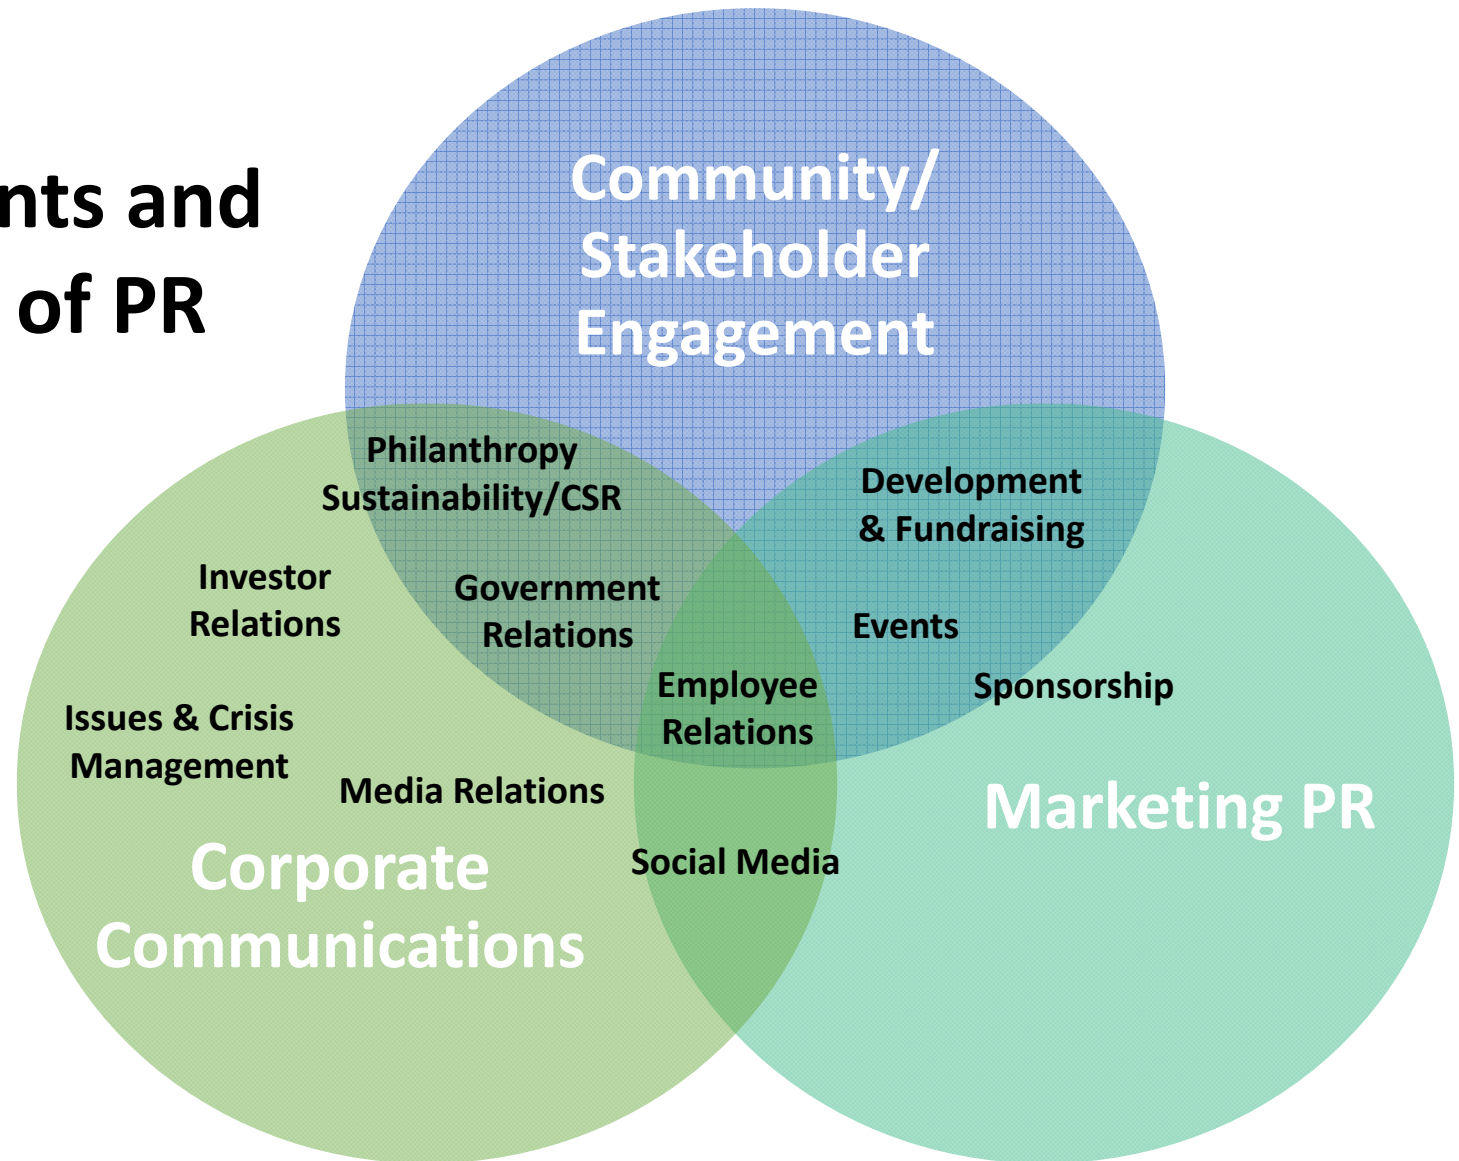 nts and
of PR
Community/
Stakeholder
Engagement
Philanthropy
Sustainability/CSR
Development
& Fundraising
Investor
Relations
Government
Relations
Events
Employee
Relations
Sponsorship
Issues & Crisis
Management
Media Relations
Marketing PR
Corporate
Communications
Social Media